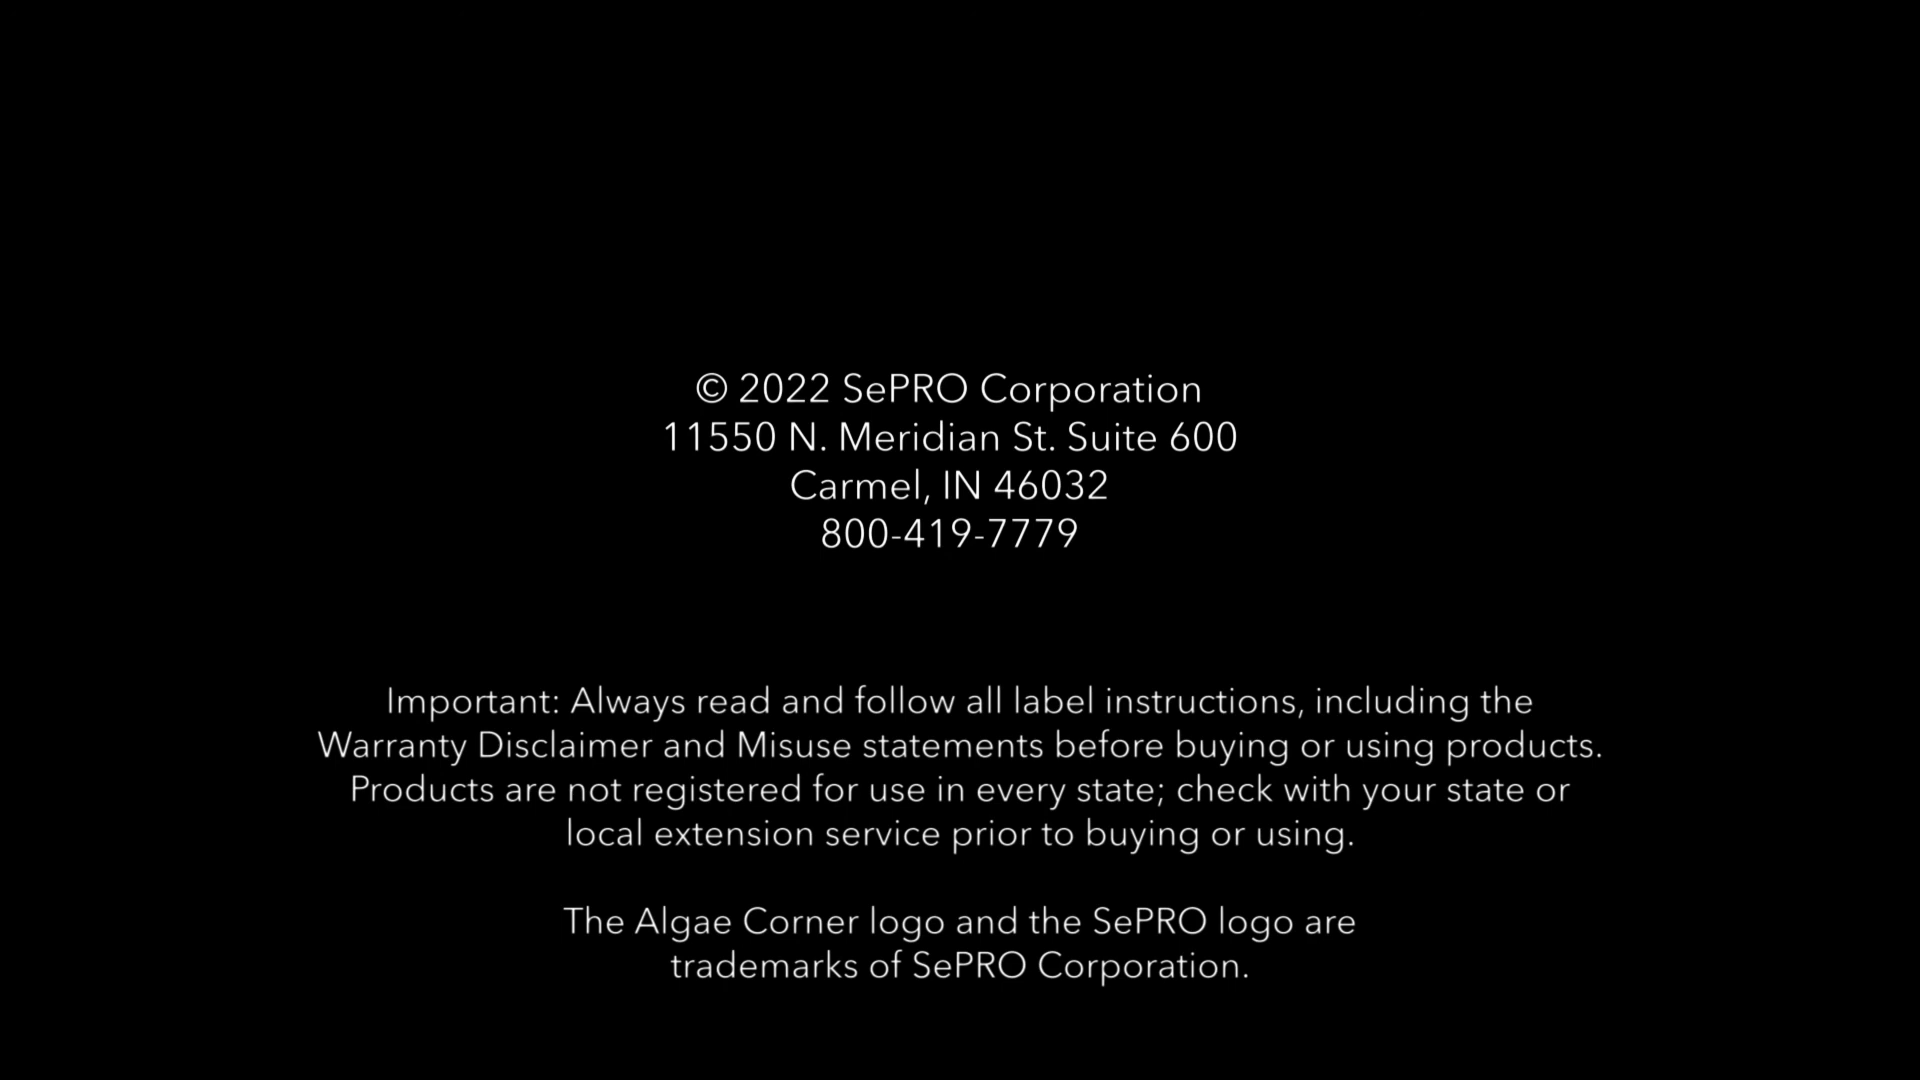 © 2022 SePRO Corporation
11550 N. Meridian St. Suite 600
Carmel, IN 46032
800-419-7779
Important: Always read and follow all label instructions, including the
Warranty Disclaimer and Misuse statements before buying or using products.
Products are not registered for use in every state; check with your state or
local extension service prior to buying or using.
The Algae Corner logo and the SePRO logo are
trademarks of SePRO Corporation.